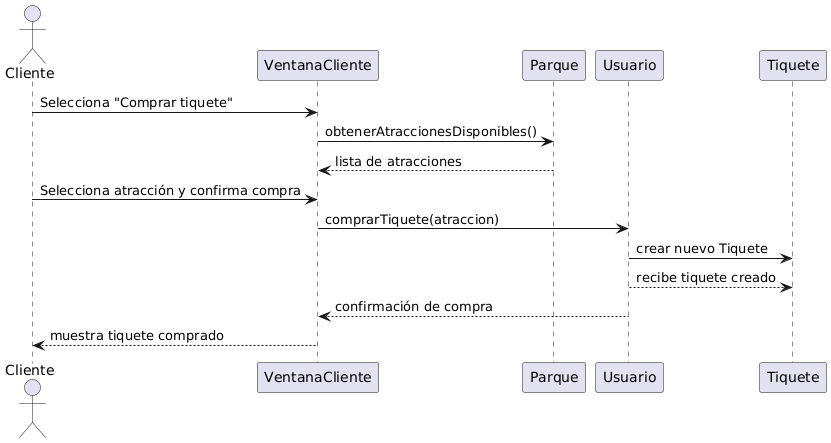 Cliente
VentanaCliente
Parque
Usuario
Tiquete
Selecciona "Comprar tiquete"
obtenerAtraccionesDisponibles()
lista de atracciones
Selecciona atracción y confirma compra
comprarTiquete(atraccion)
crear nuevo Tiquete
recibe tiquete creado
confirmación de compra
muestra tiquete comprado
Cliente
VentanaCliente
Parque
Usuario
Tiquete